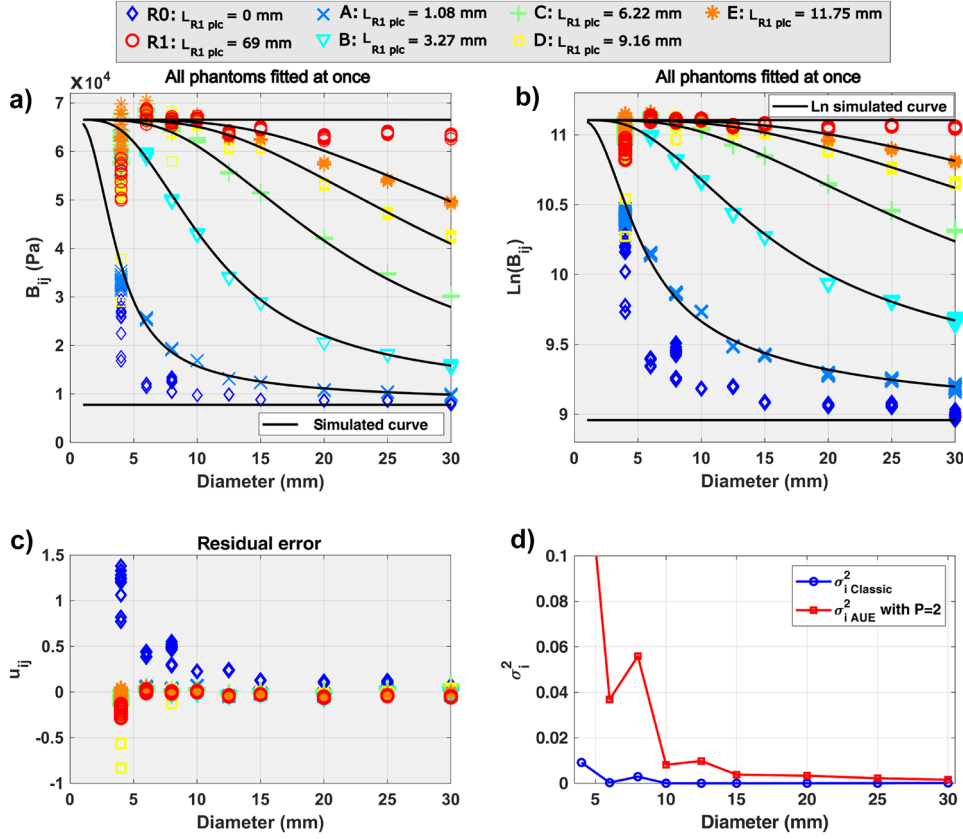 R0: L_R1 plc = 0 mm A: L_R1 plc = 1.08 mm C: L_R1 plc = 6.22 mm E: L_R1 plc = 11.75 mm
R1: L_R1 plc = 69 mm B: L_R1 plc = 3.27 mm D: L_R1 plc = 9.16 mm
a)
All phantoms fitted at once
×10⁴
7
6
5
4
3
2
1
0
B_ij (Pa)
Simulated curve
0 5 10 15 20 25 30
Diameter (mm)
b)
All phantoms fitted at once
Ln simulated curve
11
10.5
10
9.5
9
Ln(B_ij)
5 10 15 20 25 30
Diameter (mm)
c)
Residual error
1.5
1
0.5
0
-0.5
-1
u_ij
0 5 10 15 20 25 30
Diameter (mm)
d)
0.1
0.08
0.06
0.04
0.02
0
σ_i²
σ²_i Classic
σ²_i AUE with P=2
5 10 15 20 25 30
Diameter (mm)